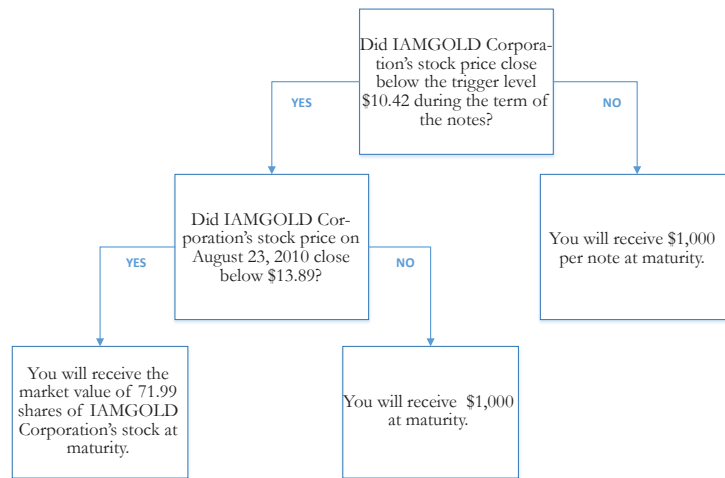 Did IAMGOLD Corpora-
tion's stock price close
below the trigger level
$10.42 during the term of
the notes?
YES
NO
Did IAMGOLD Cor-
poration's stock price on
August 23, 2010 close
below $13.89?
You will receive $1,000
per note at maturity.
YES
NO
You will receive the
market value of 71.99
shares of IAMGOLD
Corporation's stock at
maturity.
You will receive $1,000
at maturity.